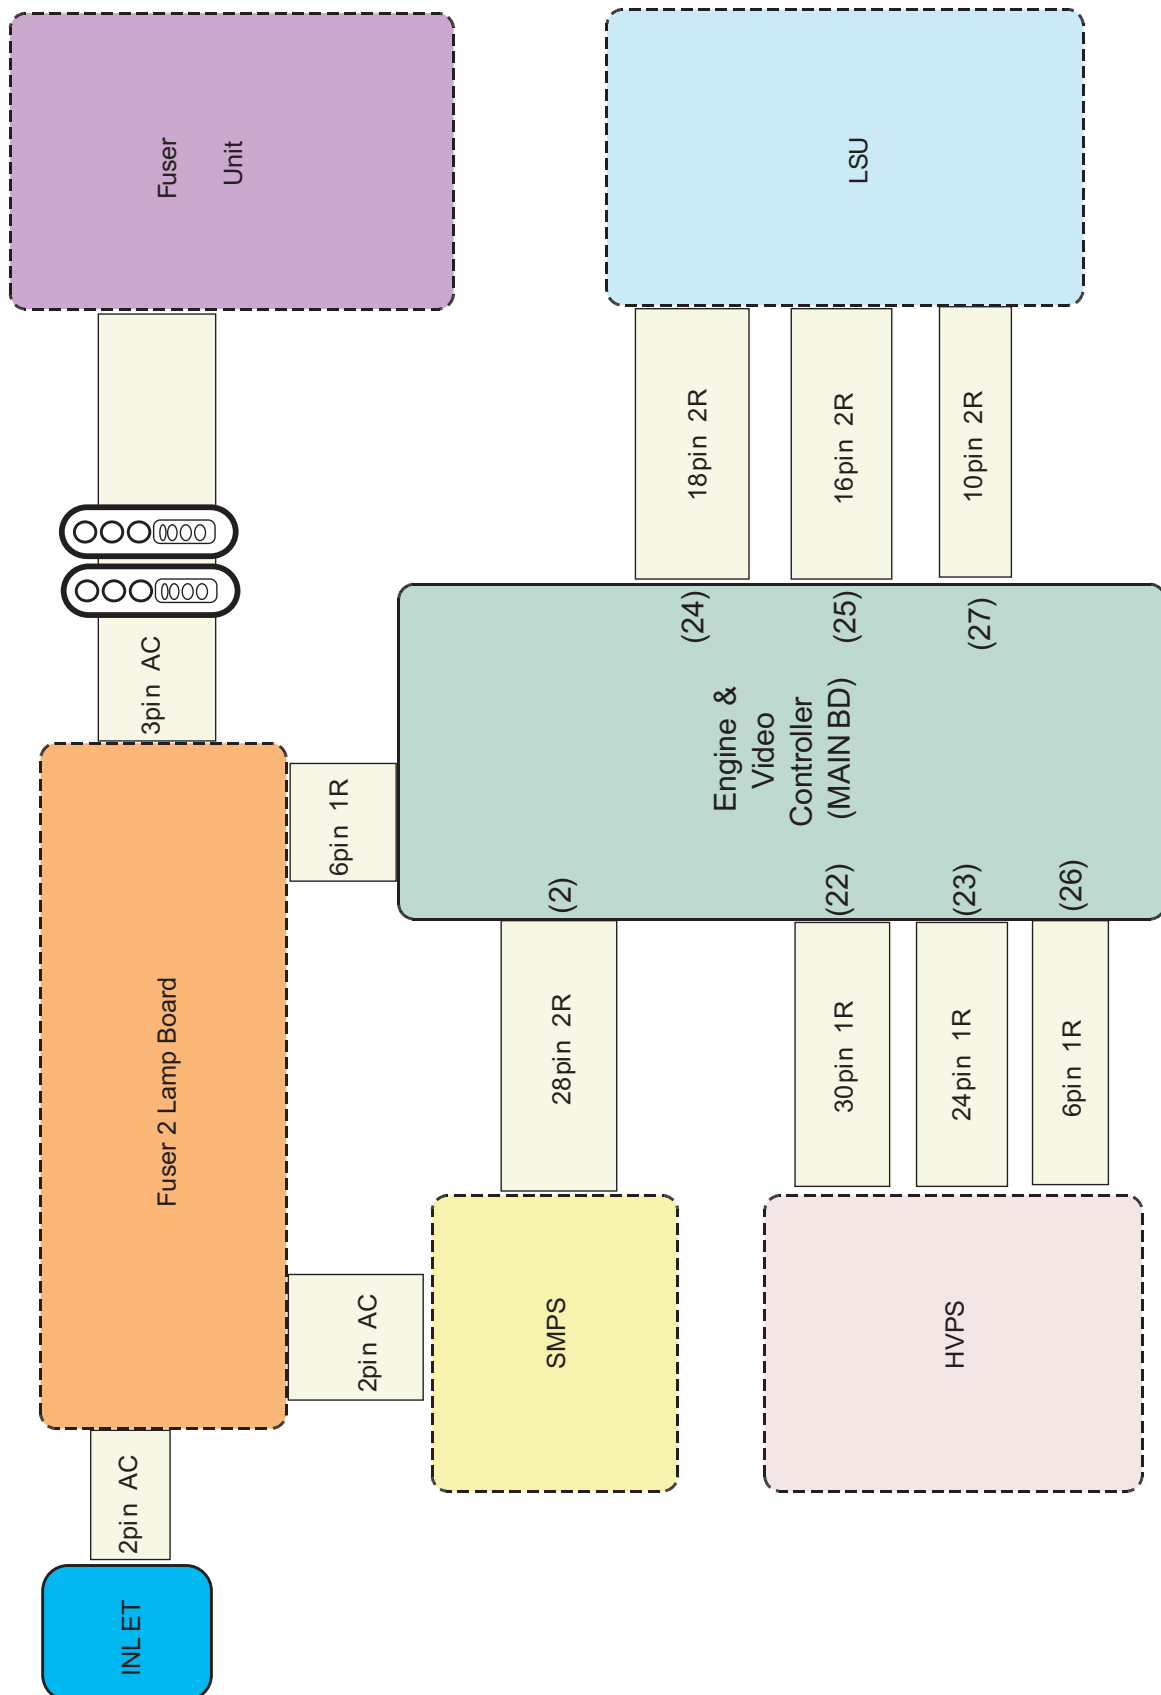 Fuser
Unit
LSU
18pin 2R
16pin 2R
10pin 2R
3pin AC
(24)
(25)
(27)
6pin 1R
Engine &
Video
Controller
(MAIN BD)
(2)
(22)
(23)
(26)
Fuser 2 Lamp Board
28pin 2R
30pin 1R
24pin 1R
6pin 1R
2pin AC
SMPS
HVPS
2pin AC
INLET